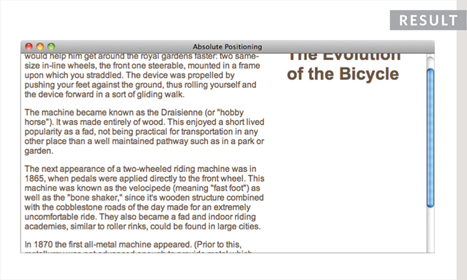 RESULT
Absolute Positioning
would help him get around the royal gardens faster: two same-
size in-line wheels, the front one steerable, mounted in a frame
upon which you straddled. The device was propelled by
pushing your feet against the ground, thus rolling yourself and
the device forward in a sort of gliding walk.
The Evolution
of the Bicycle
The machine became known as the Draisienne (or "hobby
horse"). It was made entirely of wood. This enjoyed a short lived
popularity as a fad, not being practical for transportation in any
other place than a well maintained pathway such as in a park or
garden.
The next appearance of a two-wheeled riding machine was in
1865, when pedals were applied directly to the front wheel. This
machine was known as the velocipede (meaning "fast foot") as
well as the "bone shaker," since it's wooden structure combined
with the cobblestone roads of the day made for an extremely
uncomfortable ride. They also became a fad and indoor riding
academies, similar to roller rinks, could be found in large cities.
In 1870 the first all-metal machine appeared. (Prior to this,